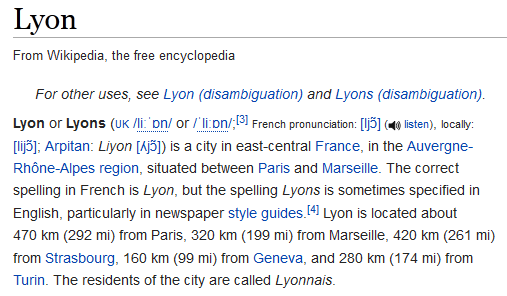 Lyon
From Wikipedia, the free encyclopedia
For other uses, see Lyon (disambiguation) and Lyons (disambiguation).
Lyon or Lyons (UK /liːˈɒn/ or /ˈliːɒn/;[3] French pronunciation: [ljɔ̃] (listen), locally:
[lijɔ̃]; Arpitan: Liyon [ʎjɔ̃]) is a city in east-central France, in the Auvergne-
Rhône-Alpes region, situated between Paris and Marseille. The correct
spelling in French is Lyon, but the spelling Lyons is sometimes specified in
English, particularly in newspaper style guides.[4] Lyon is located about
470 km (292 mi) from Paris, 320 km (199 mi) from Marseille, 420 km (261 mi)
from Strasbourg, 160 km (99 mi) from Geneva, and 280 km (174 mi) from
Turin. The residents of the city are called Lyonnais.